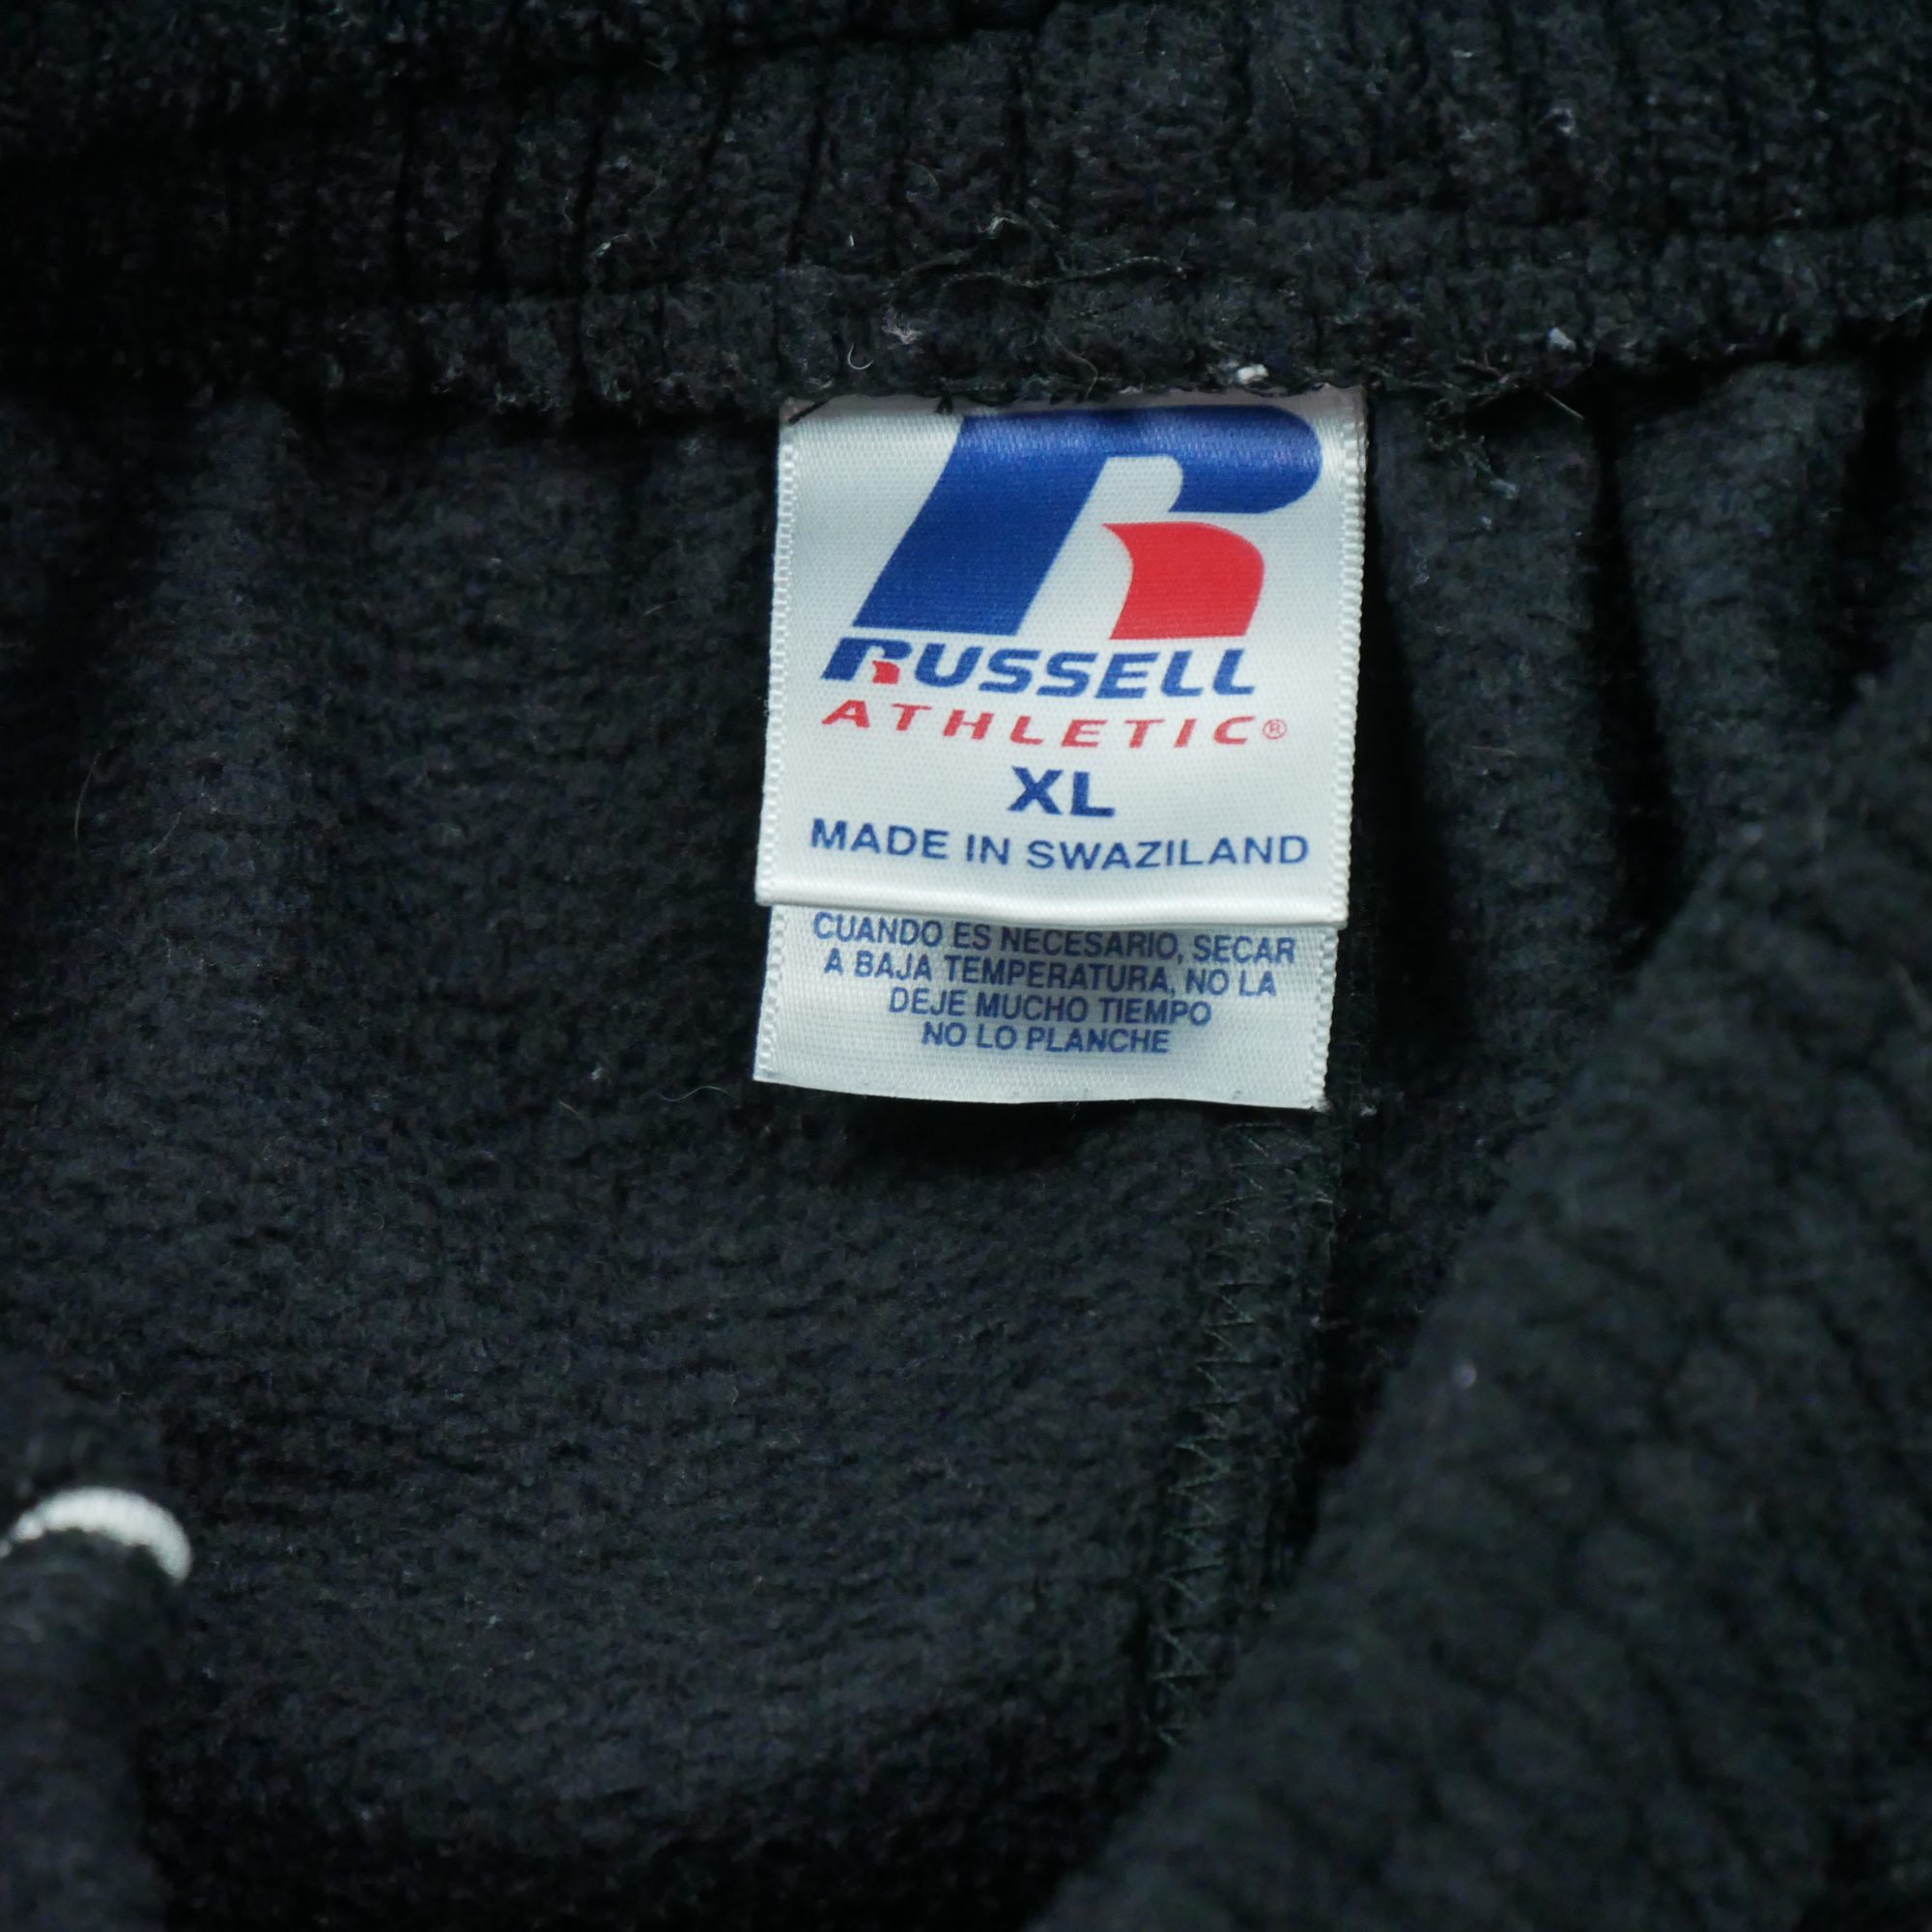 RUSSELL
ATHLETIC®
XL
MADE IN SWAZILAND
CUANDO ES NECESARIO, SECAR
A BAJA TEMPERATURA, NO LA
DEJE MUCHO TIEMPO
NO LO PLANCHE